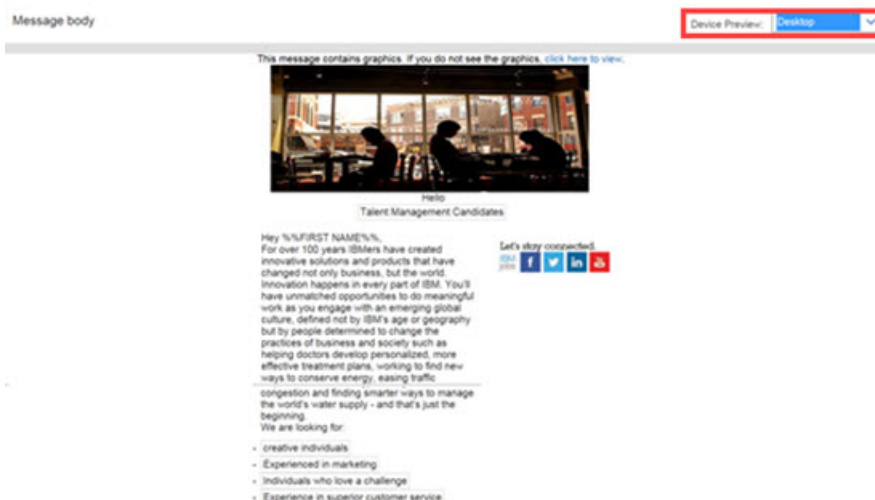 Message body
Device Preview: Desktop
This message contains graphics. If you do not see the graphics, click here to view.
Hello
Talent Management Candidates
Hey %%FIRST NAME%%,
For over 100 years IBMers have created
innovative solutions and products that have
changed not only business, but the world.
Innovation happens in every part of IBM. You'll
have unmatched opportunities to do meaningful
work as you engage with an emerging global
culture, defined not by IBM's age or geography
but by people determined to change the
practices of business and society such as
helping doctors develop personalized, more
effective treatment plans, working to find new
ways to conserve energy, easing traffic
congestion and finding smarter ways to manage
the world's water supply - and that's just the
beginning.
We are looking for:
creative individuals
Experienced in marketing
Individuals who love a challenge
Experience in superior customer service
Let's stay connected.
IBM
jobs
f
in